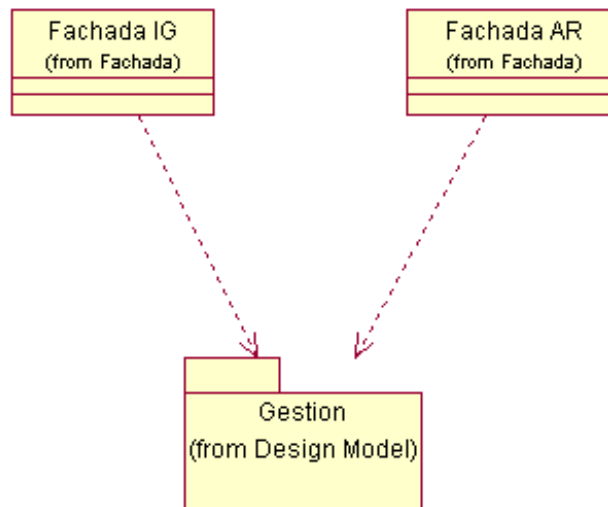 Fachada IG
(from Fachada)
Fachada AR
(from Fachada)
Gestion
(from Design Model)